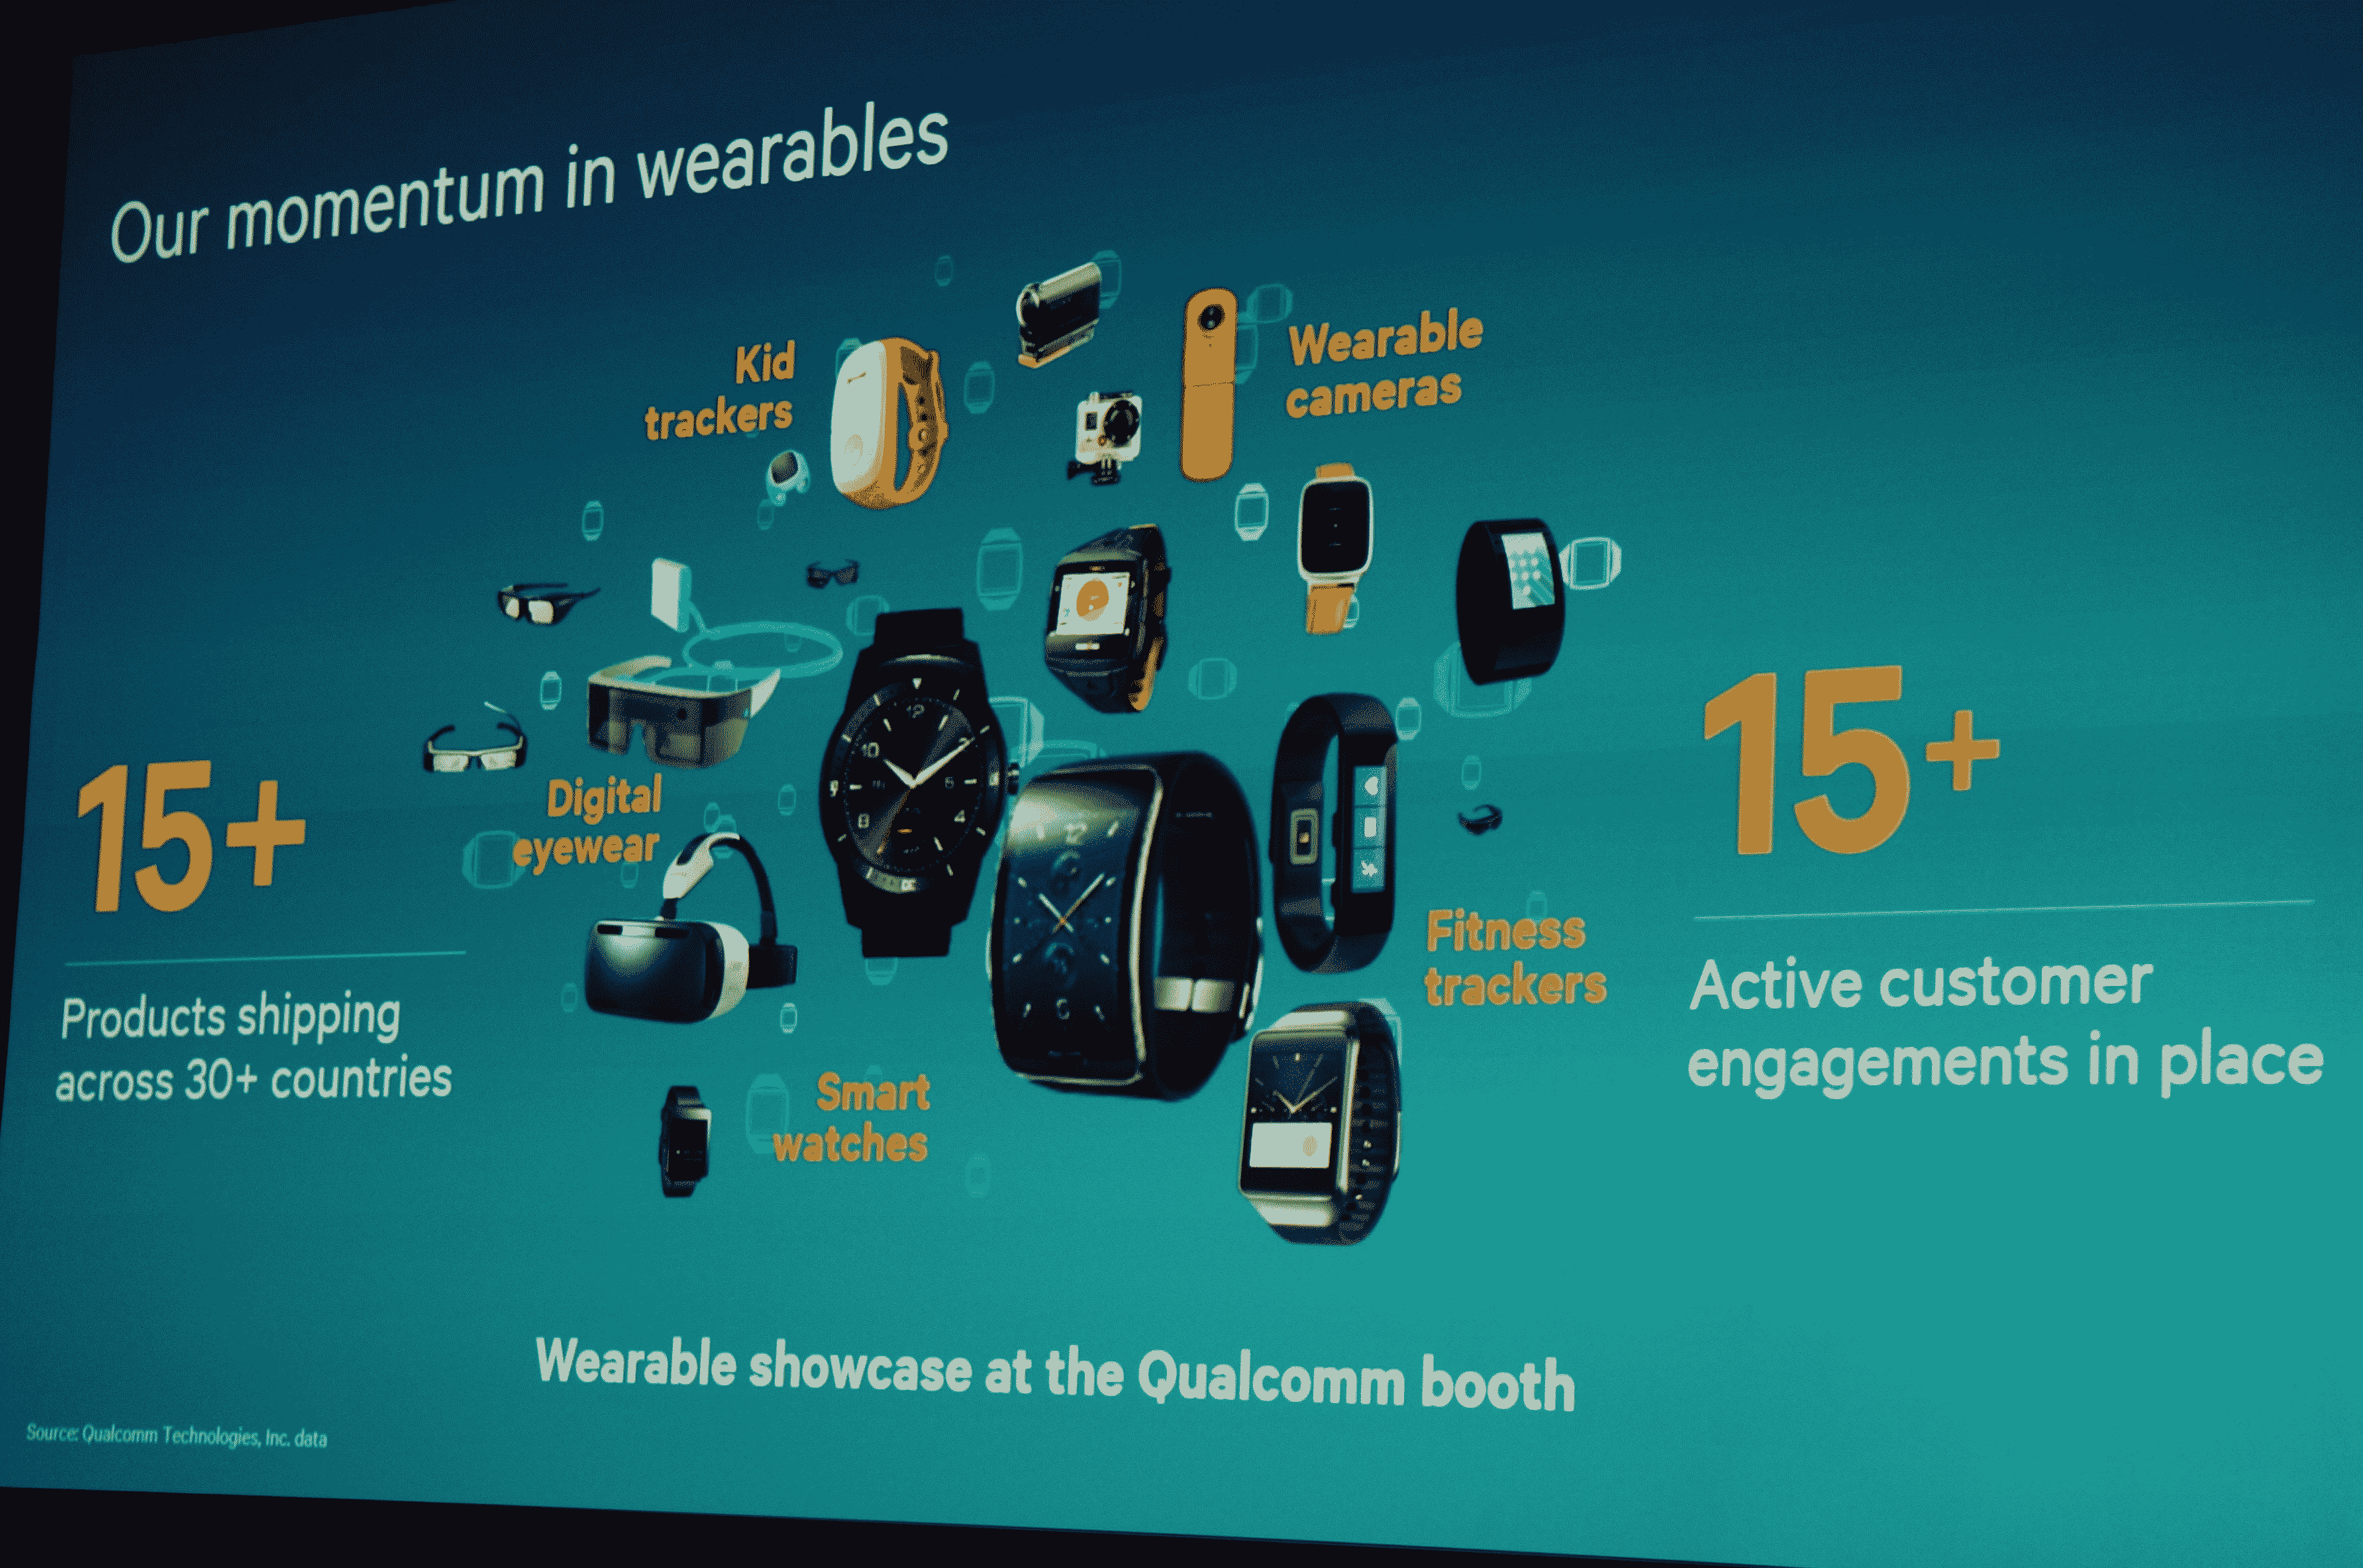 Our momentum in wearables
Kid
trackers
Wearable
cameras
15+
Products shipping
across 30+ countries
Digital
eyewear
Smart
watches
Fitness
trackers
15+
Active customer
engagements in place
Wearable showcase at the Qualcomm booth
Source: Qualcomm Technologies, Inc. data